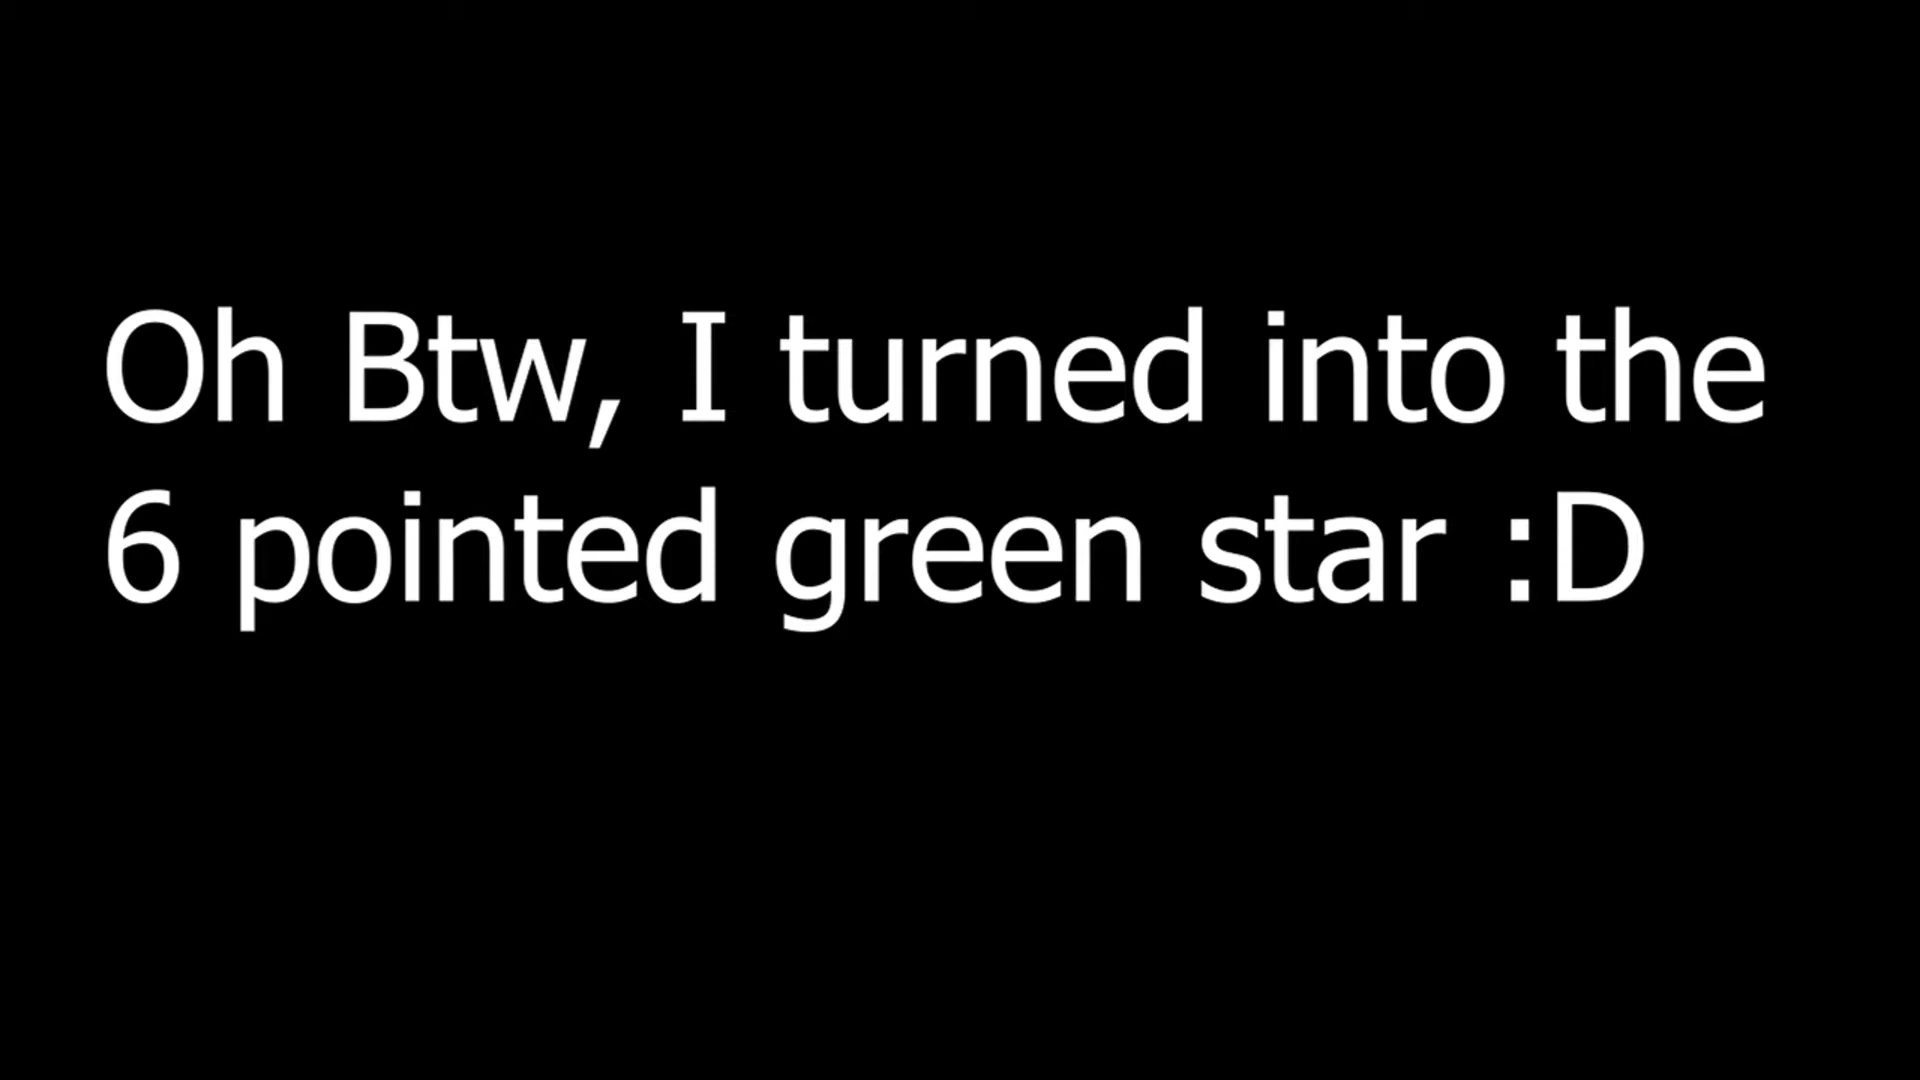 Oh Btw, I turned into the
6 pointed green star :D